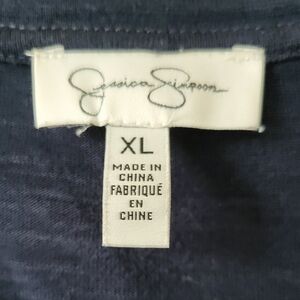 Jessica Simpson
XL
MADE IN
CHINA
FABRIQUÉ
EN
CHINE